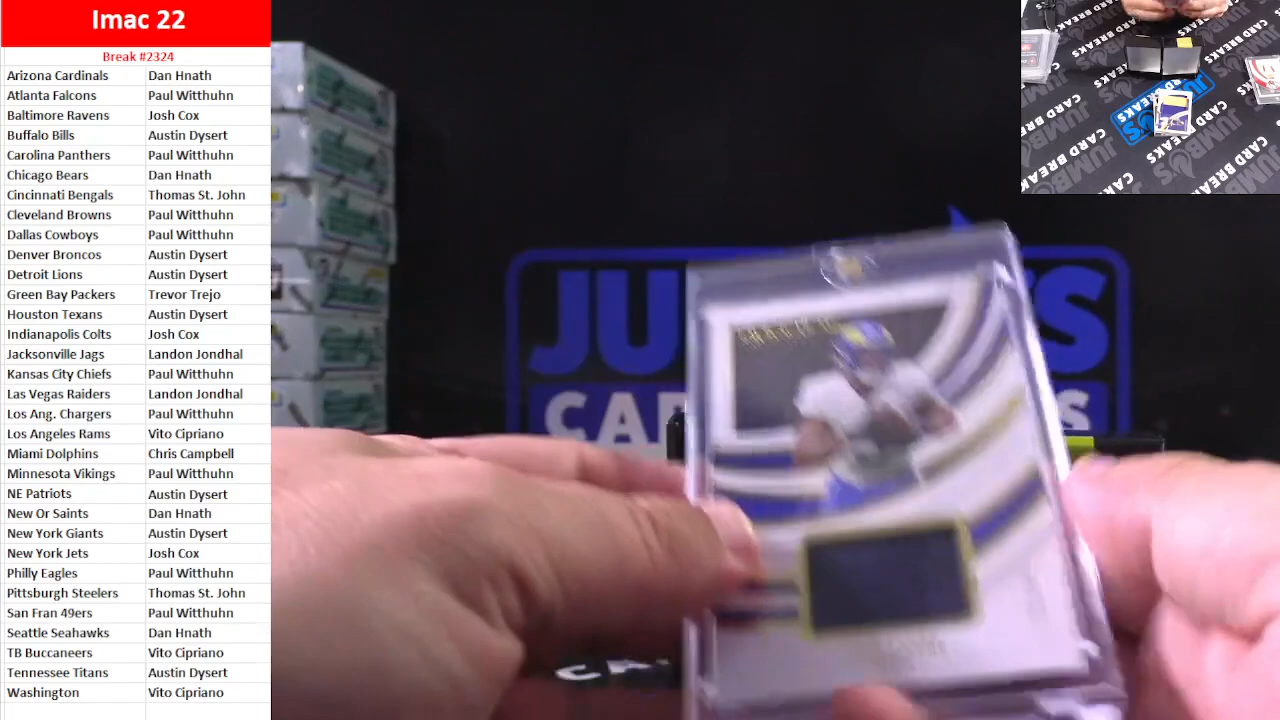 Imac 22
Break #2324
Arizona Cardinals Dan Hnath
Atlanta Falcons Paul Witthuhn
Baltimore Ravens Josh Cox
Buffalo Bills Austin Dysert
Carolina Panthers Paul Witthuhn
Chicago Bears Dan Hnath
Cincinnati Bengals Thomas St. John
Cleveland Browns Paul Witthuhn
Dallas Cowboys Paul Witthuhn
Denver Broncos Austin Dysert
Detroit Lions Austin Dysert
Green Bay Packers Trevor Trejo
Houston Texans Austin Dysert
Indianapolis Colts Josh Cox
Jacksonville Jags Landon Jondhal
Kansas City Chiefs Paul Witthuhn
Las Vegas Raiders Landon Jondhal
Los Ang. Chargers Paul Witthuhn
Los Angeles Rams Vito Cipriano
Miami Dolphins Chris Campbell
Minnesota Vikings Paul Witthuhn
NE Patriots Austin Dysert
New Or Saints Dan Hnath
New York Giants Austin Dysert
New York Jets Josh Cox
Philly Eagles Paul Witthuhn
Pittsburgh Steelers Thomas St. John
San Fran 49ers Paul Witthuhn
Seattle Seahawks Dan Hnath
TB Buccaneers Vito Cipriano
Tennessee Titans Austin Dysert
Washington Vito Cipriano
JUMBO
CARD BREAKS